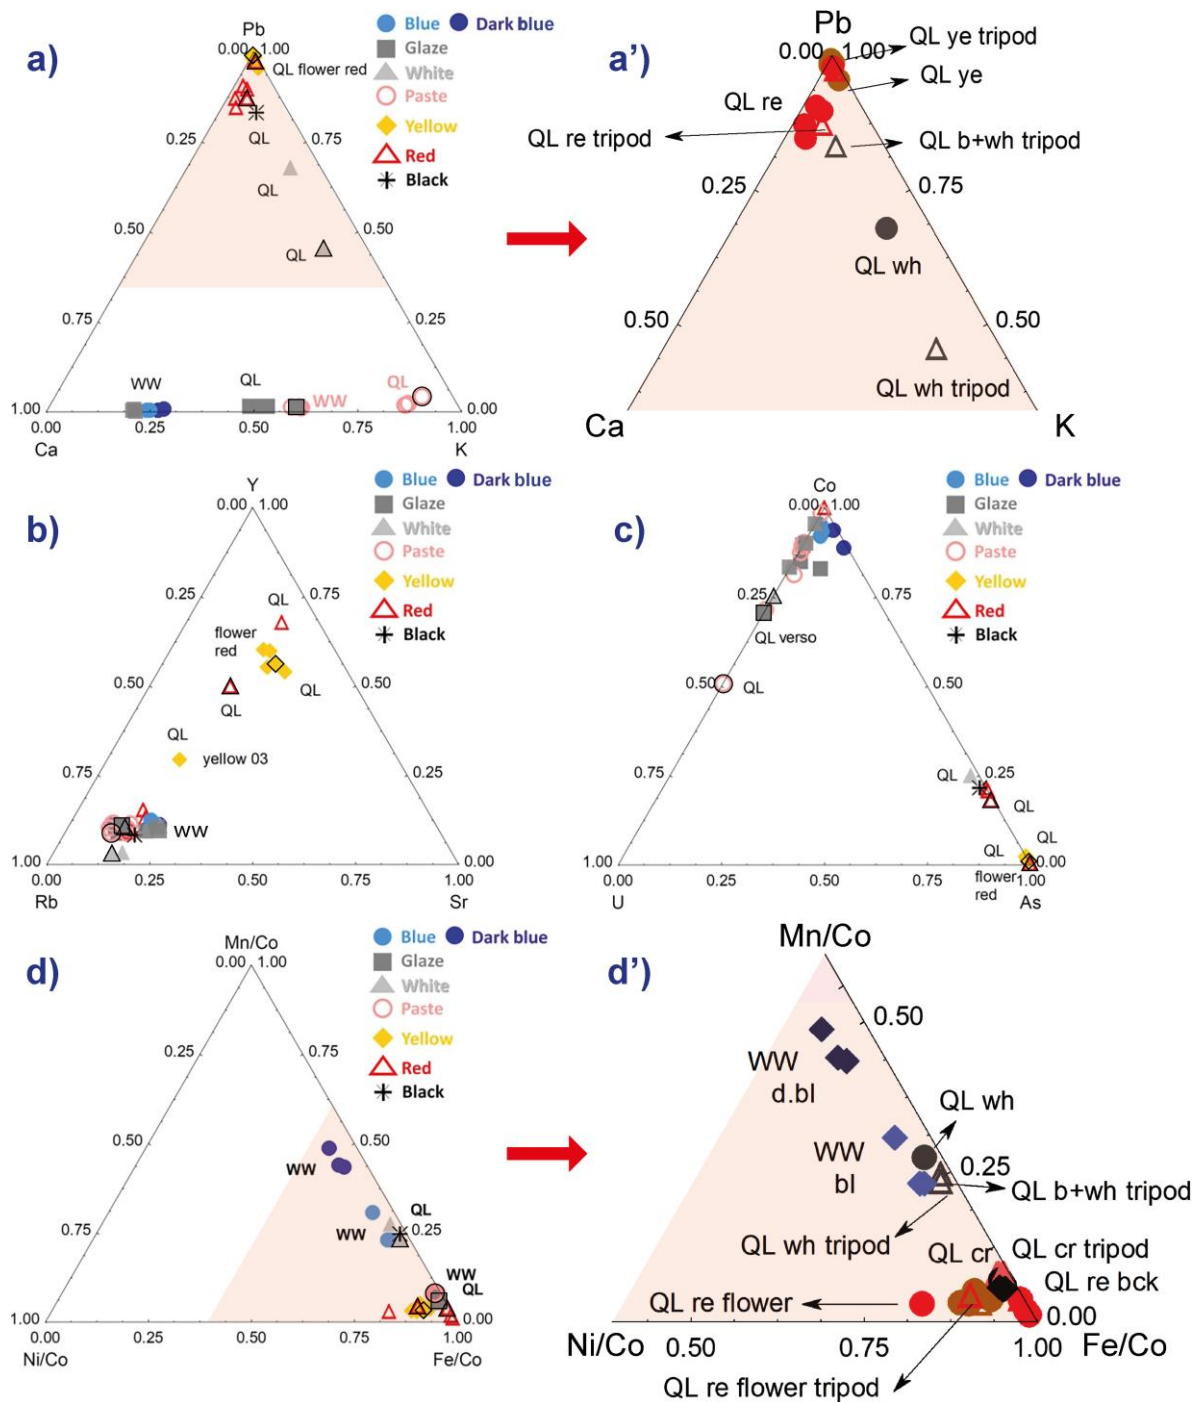 a)
Pb
0.00 1.00
QL flower red
Blue Dark blue
Glaze
White
Paste
Yellow
Red
Black
0.25
QL
0.75
QL
0.50
QL
0.50
0.75
0.25
WW
QL
WW
QL
1.00
0.00
0.00
0.25
0.50
0.75
1.00
Ca
K
a')
Pb
0.00 1.00
QL ye tripod
QL ye
QL re
QL re tripod
QL b+wh tripod
0.25
0.75
QL wh
0.50
0.50
QL wh tripod
Ca
K
b)
Y
0.00 1.00
Blue Dark blue
Glaze
White
Paste
Yellow
Red
Black
0.25
QL
0.75
flower
red
QL
0.50
QL
0.50
QL
yellow 03
0.75
0.25
WW
1.00
0.00
0.00
0.25
0.50
0.75
1.00
Rb
Sr
c)
Co
0.00 1.00
Blue Dark blue
Glaze
White
Paste
Yellow
Red
Black
0.25
0.75
QL verso
0.50
QL
0.50
0.75
0.25
QL
QL
QL
QL
1.00
0.00
flower
red
0.00
0.25
0.50
0.75
1.00
U
As
d)
Mn/Co
0.00 1.00
Blue Dark blue
Glaze
White
Paste
Yellow
Red
Black
0.25
0.75
0.50
0.50
WW
0.75
WW
QL
0.25
WW
QL
1.00
0.00
0.00
0.25
0.50
0.75
1.00
Ni/Co
Fe/Co
d')
Mn/Co
0.50
WW
d.bl
QL wh
WW
bl
0.25
QL b+wh tripod
QL wh tripod
QL cr
QL cr tripod
QL re bck
QL re flower
0.00
Ni/Co
0.50
0.75
1.00
Fe/Co
QL re flower tripod